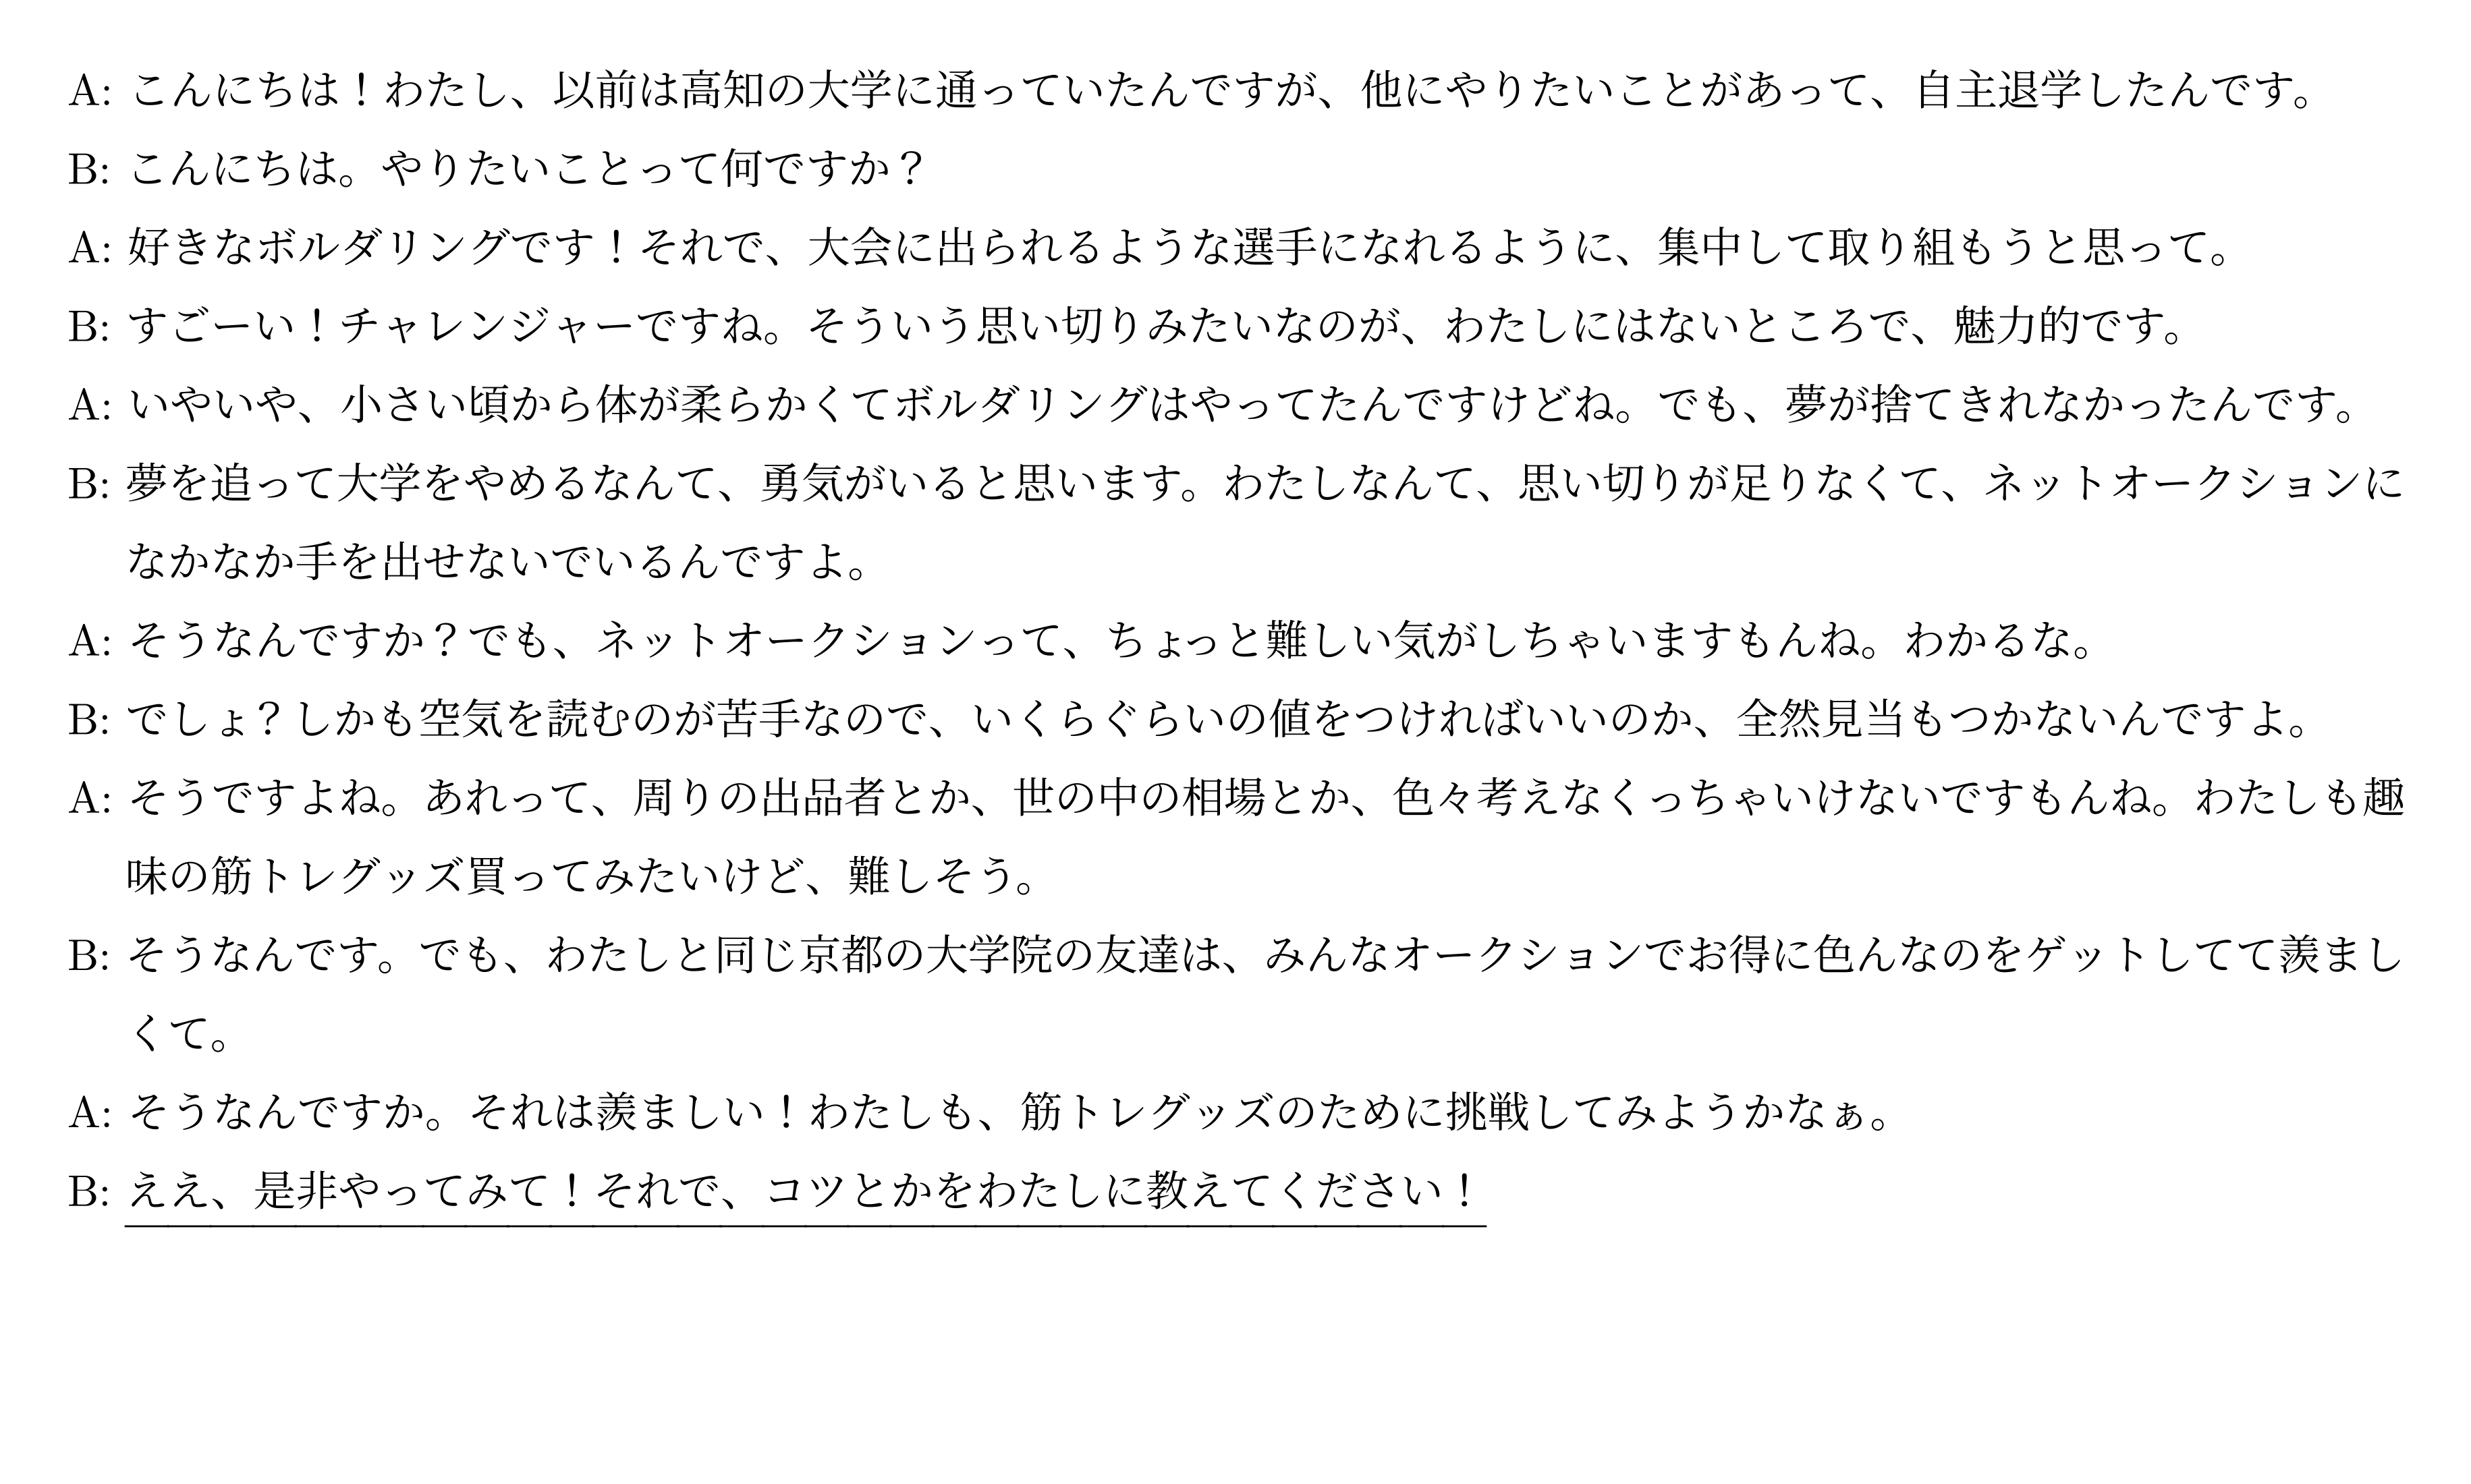 A: こんにちは！わたし、以前は高知の大学に通っていたんですが、他にやりたいことがあって、自主退学したんです。
B: こんにちは。やりたいことって何ですか？
A: 好きなボルダリングです！それで、大会に出られるような選手になれるように、集中して取り組もうと思って。
B: すごーい！チャレンジャーですね。そういう思い切りみたいなのが、わたしにはないところで、魅力的です。
A: いやいや、小さい頃から体が柔らかくてボルダリングはやってたんですけどね。でも、夢が捨てきれなかったんです。
B: 夢を追って大学をやめるなんて、勇気がいると思います。わたしなんて、思い切りが足りなくて、ネットオークションに
なかなか手を出せないでいるんですよ。
A: そうなんですか？でも、ネットオークションって、ちょっと難しい気がしちゃいますもんね。わかるな。
B: でしょ？しかも空気を読むのが苦手なので、いくらぐらいの値をつければいいのか、全然見当もつかないんですよ。
A: そうですよね。あれって、周りの出品者とか、世の中の相場とか、色々考えなくっちゃいけないですもんね。わたしも趣
味の筋トレグッズ買ってみたいけど、難しそう。
B: そうなんです。でも、わたしと同じ京都の大学院の友達は、みんなオークションでお得に色んなのをゲットしてて羨まし
くて。
A: そうなんですか。それは羨ましい！わたしも、筋トレグッズのために挑戦してみようかなぁ。
B: ええ、是非やってみて！それで、コツとかをわたしに教えてください！